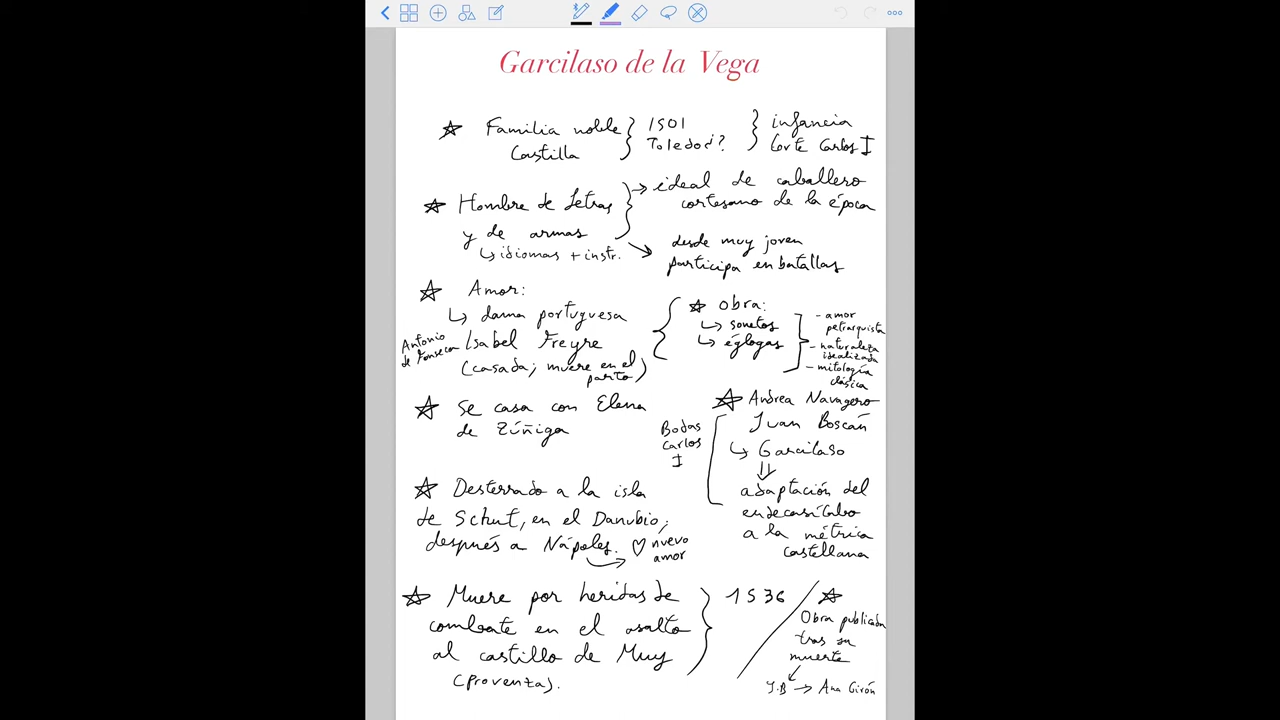 Garcilaso de la Vega
Familia noble
Castilla
1501
Toledo¿?
infancia
Corte Carlos I
Hombre de Letras
y de armas
idiomas + instr.
ideal de caballero
cortesano de la época
desde muy joven
participa en batallas
Amor:
dama portuguesa
Isabel Freyre
(casada; muere en el
parto)
Antonio
de Fonseca
Obra:
sonetos
églogas
- amor
petrarquista
- naturaleza
idealizada
- mitología
clásica
Se casa con Elena
de Zúñiga
Bodas
Carlos
I
Andrea Navagero
Juan Boscán
Garcilaso
adaptación del
endecasílabo
a la métrica
castellana
Desterrado a la isla
de Schut, en el Danubio;
después a Nápoles.
nuevo
amor
Muere por heridas de
combate en el asalto
al castillo de Muy
(Provenza).
1536
Obra publicada
tras su
muerte
J.B → Ana Girón